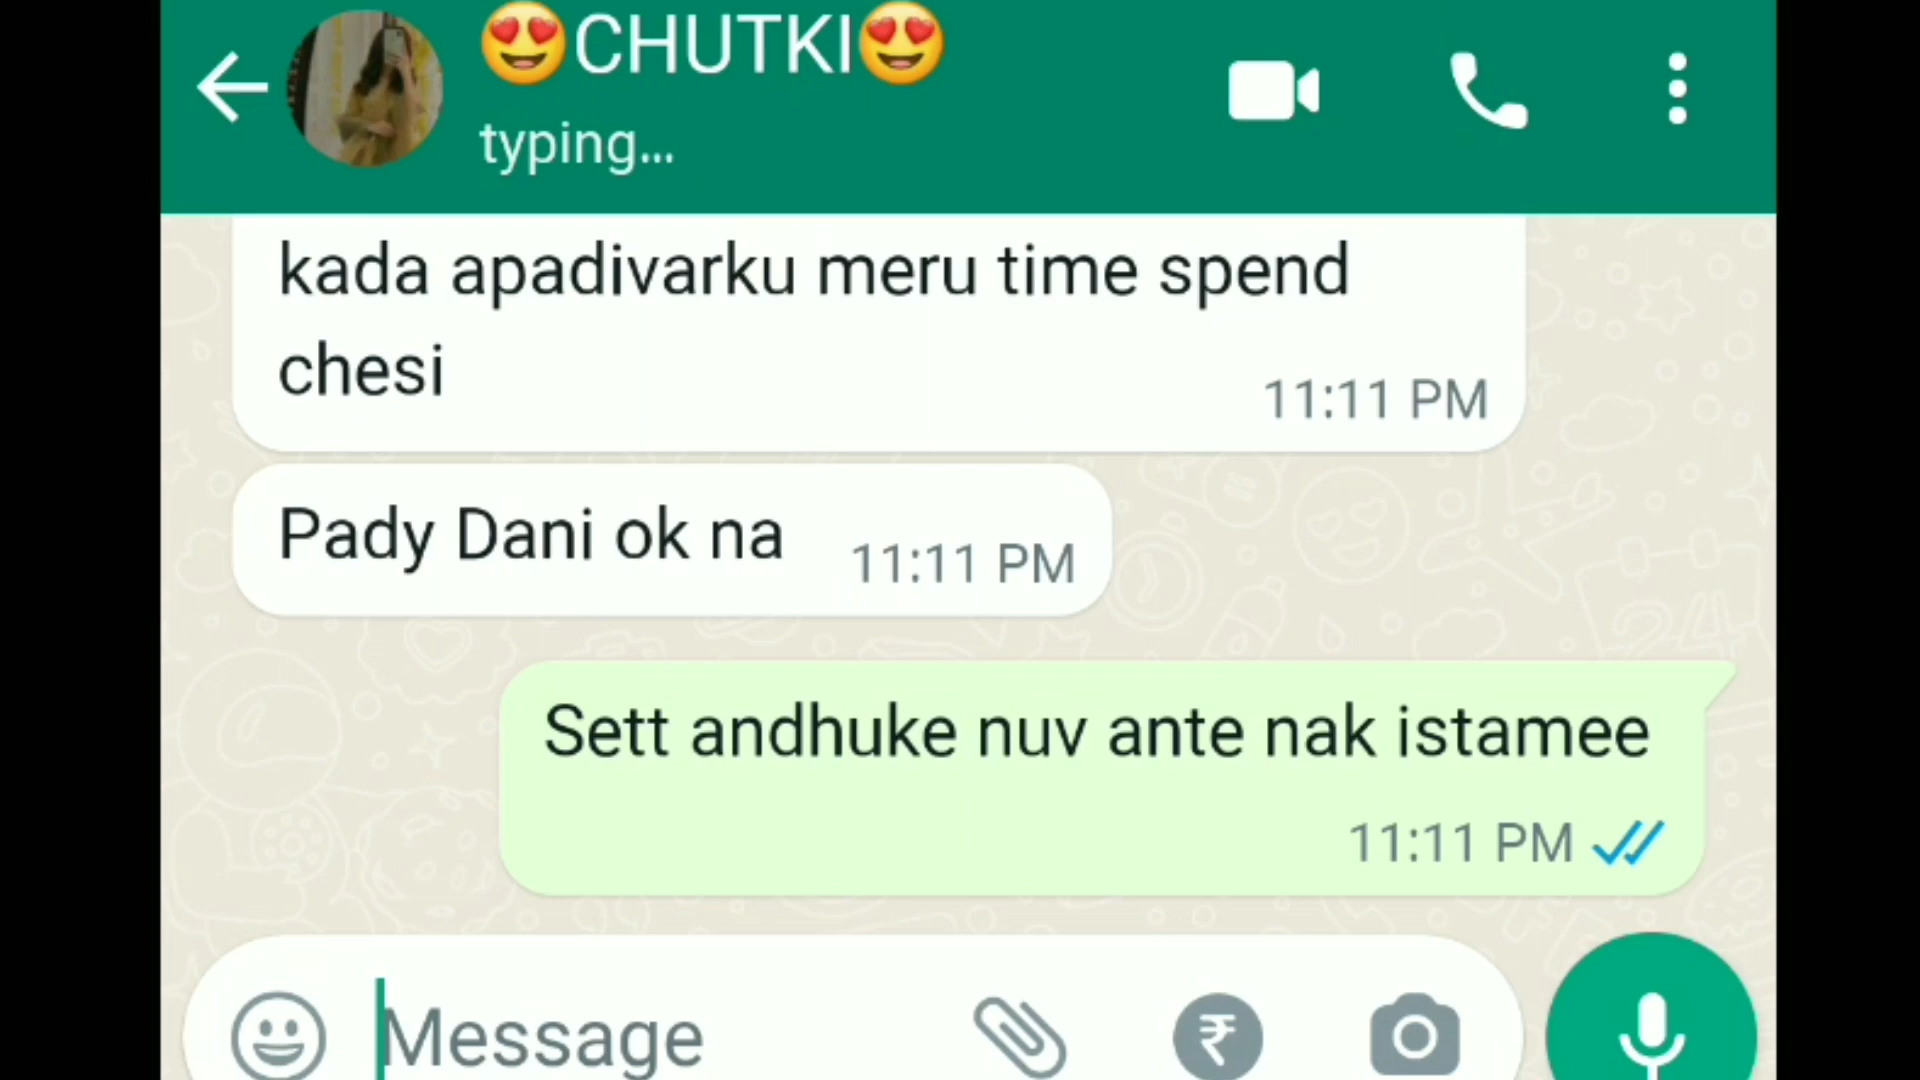 😍CHUTKI😍
typing...
kada apadivarku meru time spend
chesi
11:11 PM
Pady Dani ok na
11:11 PM
Sett andhuke nuv ante nak istamee
11:11 PM
Message